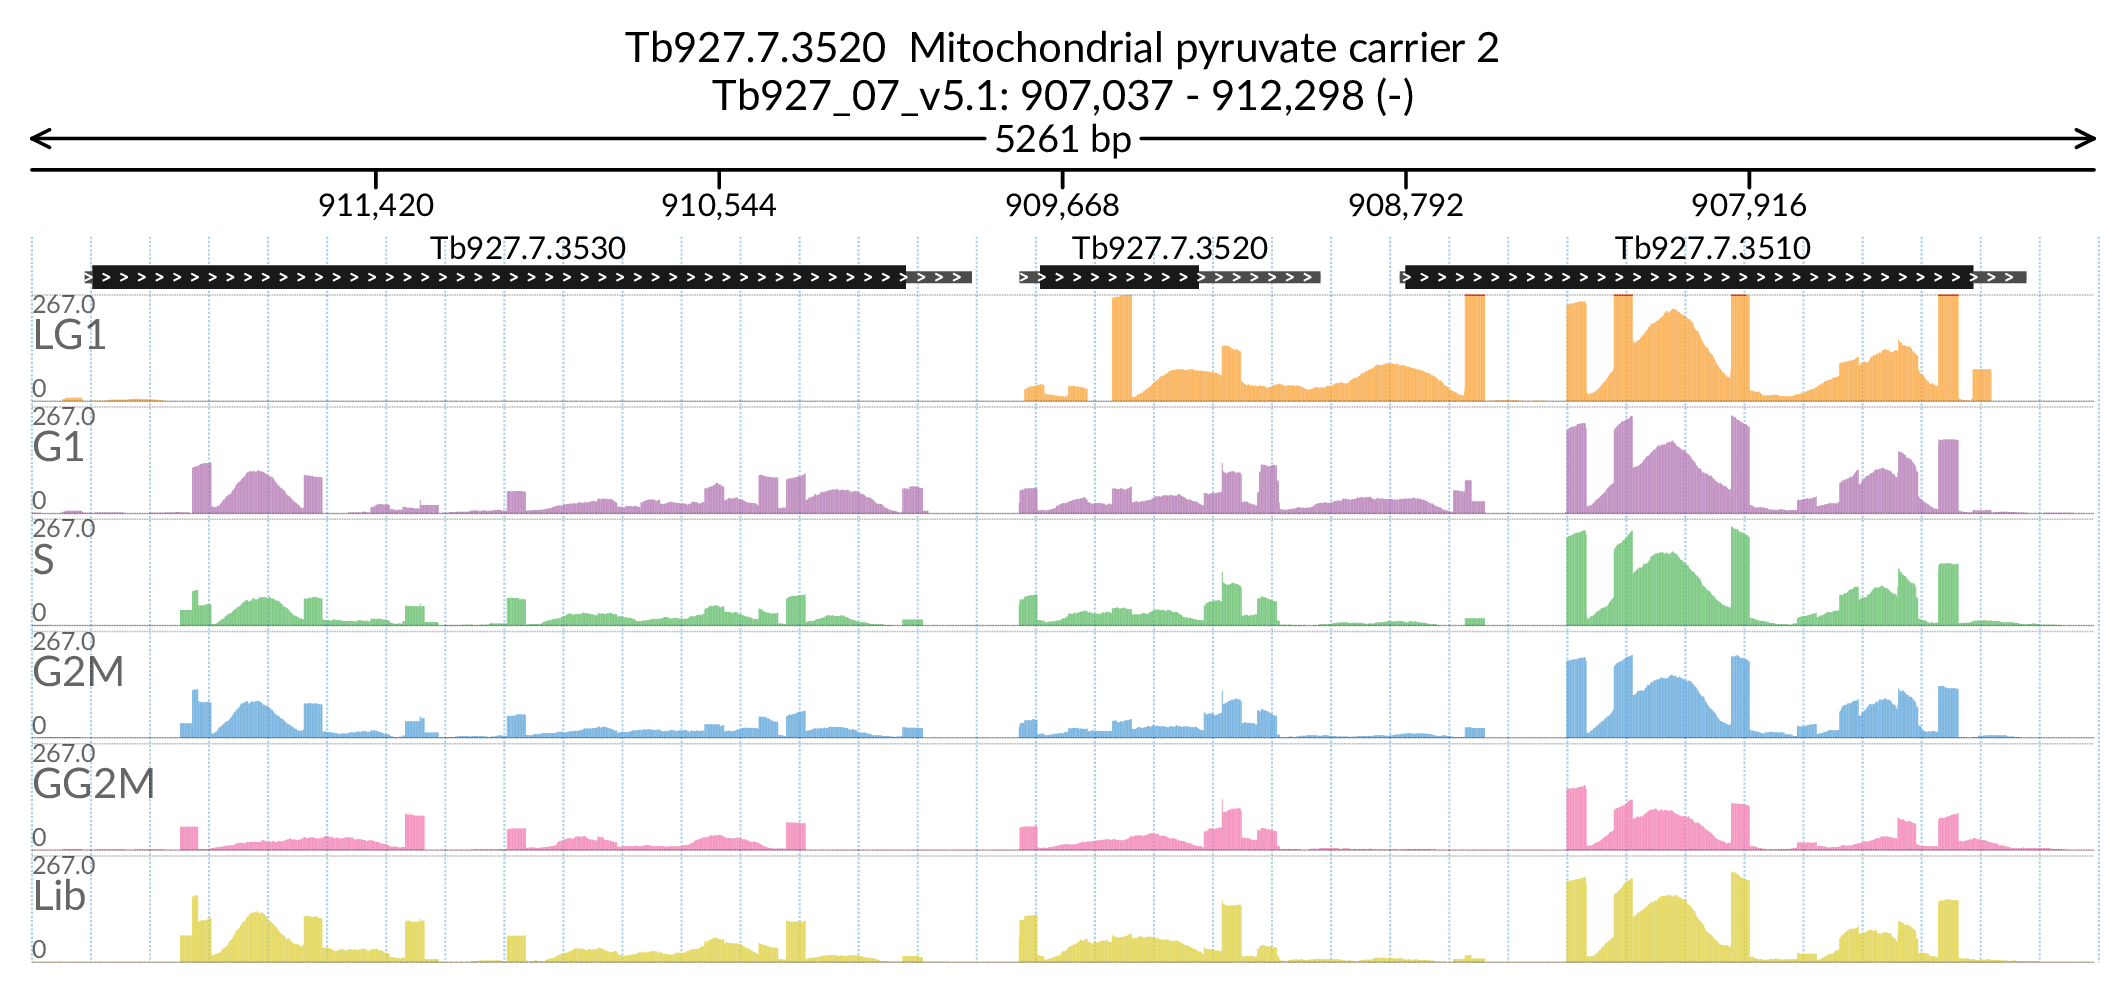 Tb927.7.3520 Mitochondrial pyruvate carrier 2
Tb927_07_v5.1: 907,037 - 912,298 (-)
5261 bp
911,420 910,544 909,668 908,792 907,916
Tb927.7.3530 Tb927.7.3520 Tb927.7.3510
267.0
LG1
0
267.0
G1
0
267.0
S
0
267.0
G2M
0
267.0
GG2M
0
267.0
Lib
0